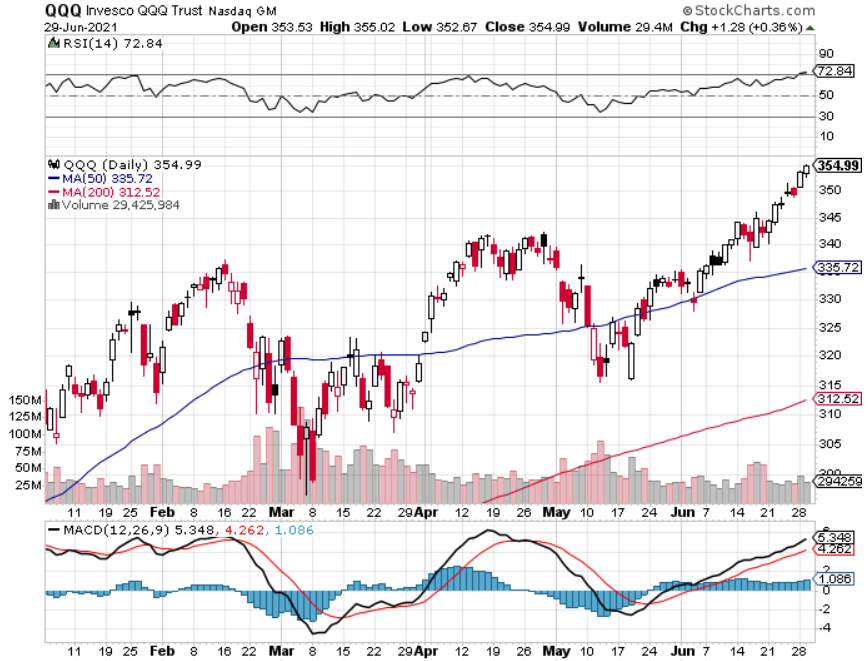 QQQ Invesco QQQ Trust Nasdaq GM © StockCharts.com
29-Jun-2021 Open 353.53 High 355.02 Low 352.67 Close 354.99 Volume 29.4M Chg +1.28 (+0.36%)
RSI(14) 72.84
90
72.84
50
30
10
QQQ (Daily) 354.99
MA(50) 335.72
MA(200) 312.52
Volume 29,425,984
354.99
350
345
340
335.72
330
325
320
315
312.52
310
305
300
294259
150M
125M
100M
75M
50M
25M
11 19 25 Feb 8 16 22 Mar 8 15 22 29 Apr 12 19 26 May 10 17 24 Jun 7 14 21 28
MACD(12,26,9) 5.348, 4.262, 1.086
6
5.348
4.262
2
1.086
0
-2
-4
11 19 25 Feb 8 16 22 Mar 8 15 22 29 Apr 12 19 26 May 10 17 24 Jun 7 14 21 28